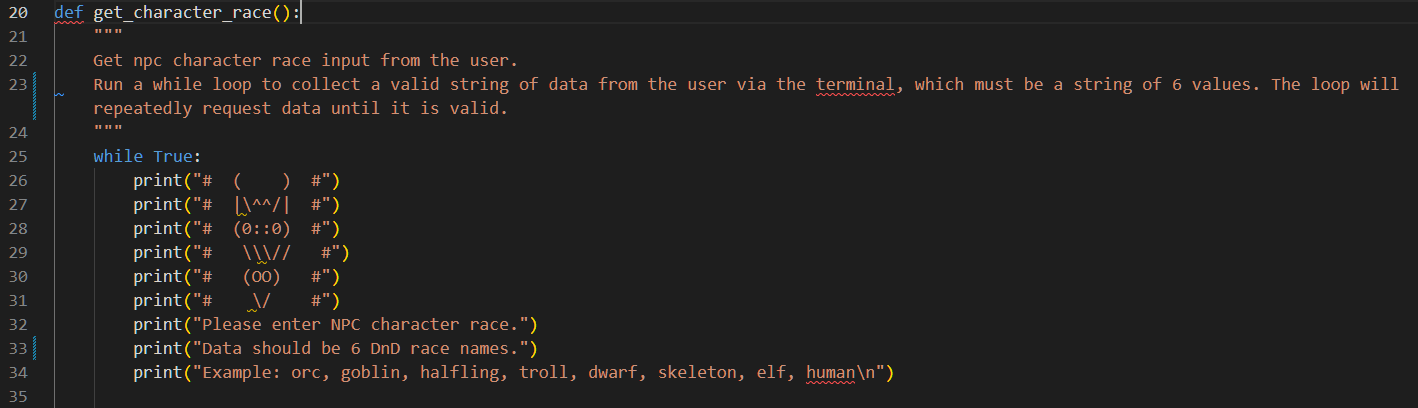 20 def get_character_race():
21     """
22     Get npc character race input from the user.
23     Run a while loop to collect a valid string of data from the user via the terminal, which must be a string of 6 values. The loop will
repeatedly request data until it is valid.
24     """
25     while True:
26         print("#  (    )  #")
27         print("#  |\^^/|  #")
28         print("#  (0::0)  #")
29         print("#   \\\//   #")
30         print("#   (OO)   #")
31         print("#    \/    #")
32         print("Please enter NPC character race.")
33         print("Data should be 6 DnD race names.")
34         print("Example: orc, goblin, halfling, troll, dwarf, skeleton, elf, human\n")
35